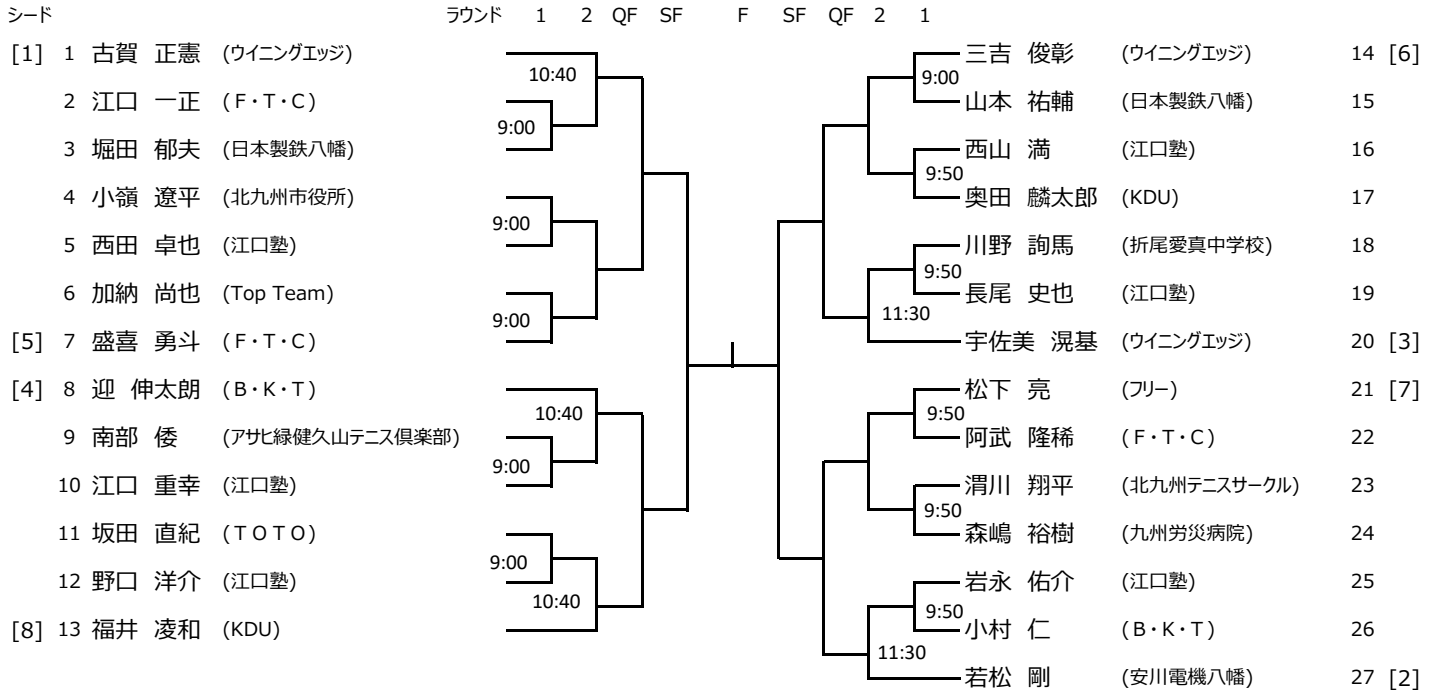 シード ラウンド 1 2 QF SF F SF QF 2 1
[1] 1 古賀 正憲 (ウイニングエッジ) 三吉 俊彰 (ウイニングエッジ) 14 [6]
10:40 9:00
2 江口 一正 (F・T・C) 山本 祐輔 (日本製鉄八幡) 15
9:00
3 堀田 郁夫 (日本製鉄八幡) 西山 満 (江口塾) 16
9:50
4 小嶺 遼平 (北九州市役所) 奥田 麟太郎 (KDU) 17
9:00
5 西田 卓也 (江口塾) 川野 詢馬 (折尾愛真中学校) 18
9:50
6 加納 尚也 (Top Team) 長尾 史也 (江口塾) 19
9:00 11:30
[5] 7 盛喜 勇斗 (F・T・C) 宇佐美 滉基 (ウイニングエッジ) 20 [3]
[4] 8 迎 伸太朗 (B・K・T) 松下 亮 (フリー) 21 [7]
10:40 9:50
9 南部 倭 (アサヒ緑健久山テニス倶楽部) 阿武 隆稀 (F・T・C) 22
9:00
10 江口 重幸 (江口塾) 渭川 翔平 (北九州テニスサークル) 23
9:50
11 坂田 直紀 (TOTO) 森嶋 裕樹 (九州労災病院) 24
9:00
12 野口 洋介 (江口塾) 岩永 佑介 (江口塾) 25
10:40 9:50
[8] 13 福井 凌和 (KDU) 小村 仁 (B・K・T) 26
11:30
若松 剛 (安川電機八幡) 27 [2]